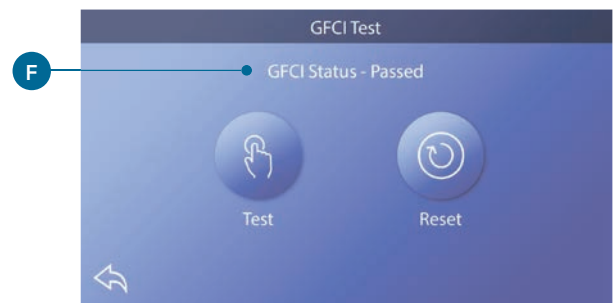 GFCI Test
F
GFCI Status - Passed
Test
Reset